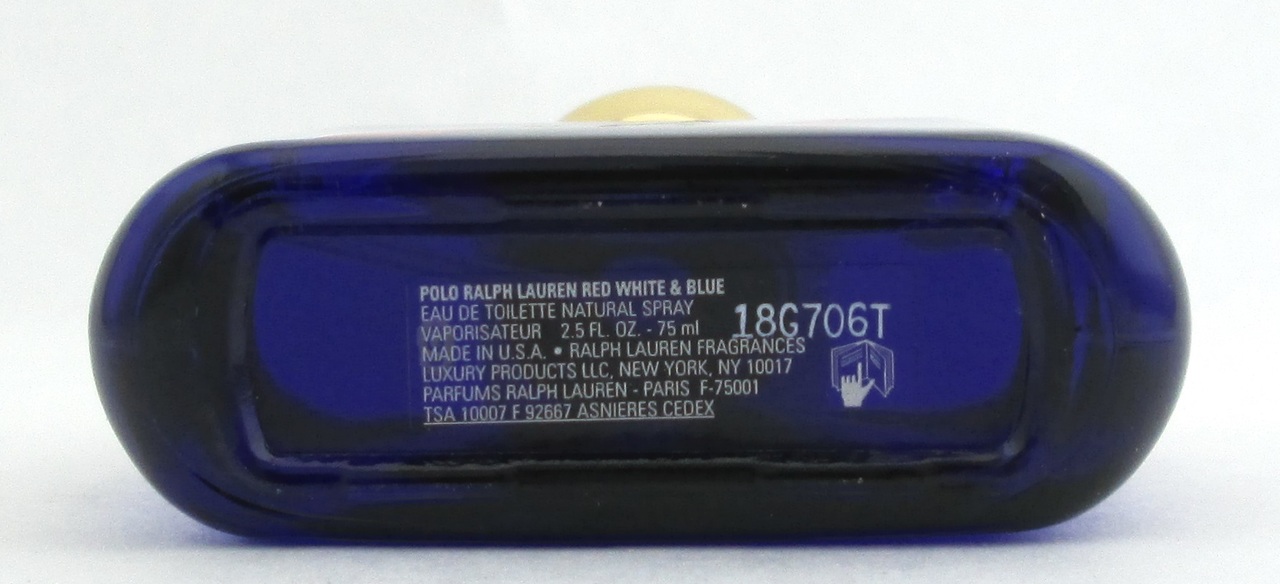 POLO RALPH LAUREN RED WHITE & BLUE
EAU DE TOILETTE NATURAL SPRAY
VAPORISATEUR 2.5 FL. OZ. - 75 ml
18G706T
MADE IN U.S.A. • RALPH LAUREN FRAGRANCES
LUXURY PRODUCTS LLC, NEW YORK, NY 10017
PARFUMS RALPH LAUREN - PARIS F-75001
TSA 10007 F 92667 ASNIERES CEDEX